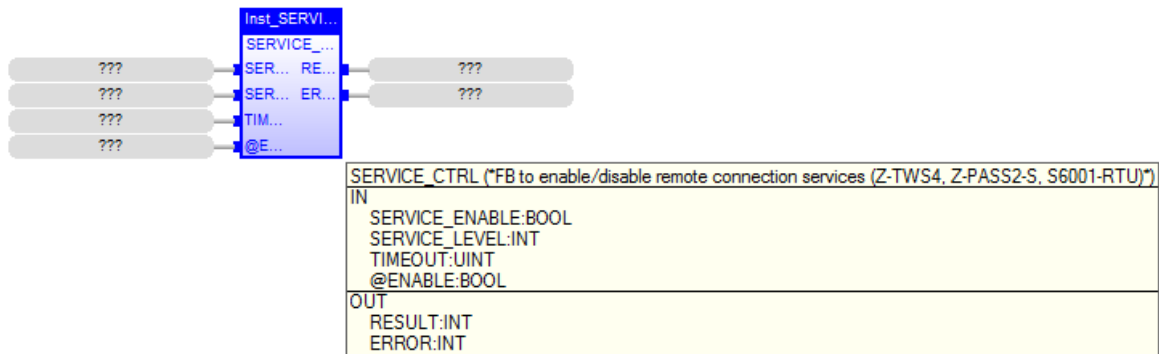 Inst_SERVI...
SERVICE_...
??? SER... RE... ???
??? SER... ER... ???
??? TIM...
??? @E...
SERVICE_CTRL (*FB to enable/disable remote connection services (Z-TWS4, Z-PASS2-S, S6001-RTU)*)
IN
SERVICE_ENABLE:BOOL
SERVICE_LEVEL:INT
TIMEOUT:UINT
@ENABLE:BOOL
OUT
RESULT:INT
ERROR:INT